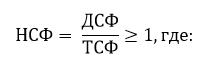 НСФ = ДСФ/ТСФ ≥ 1, где: